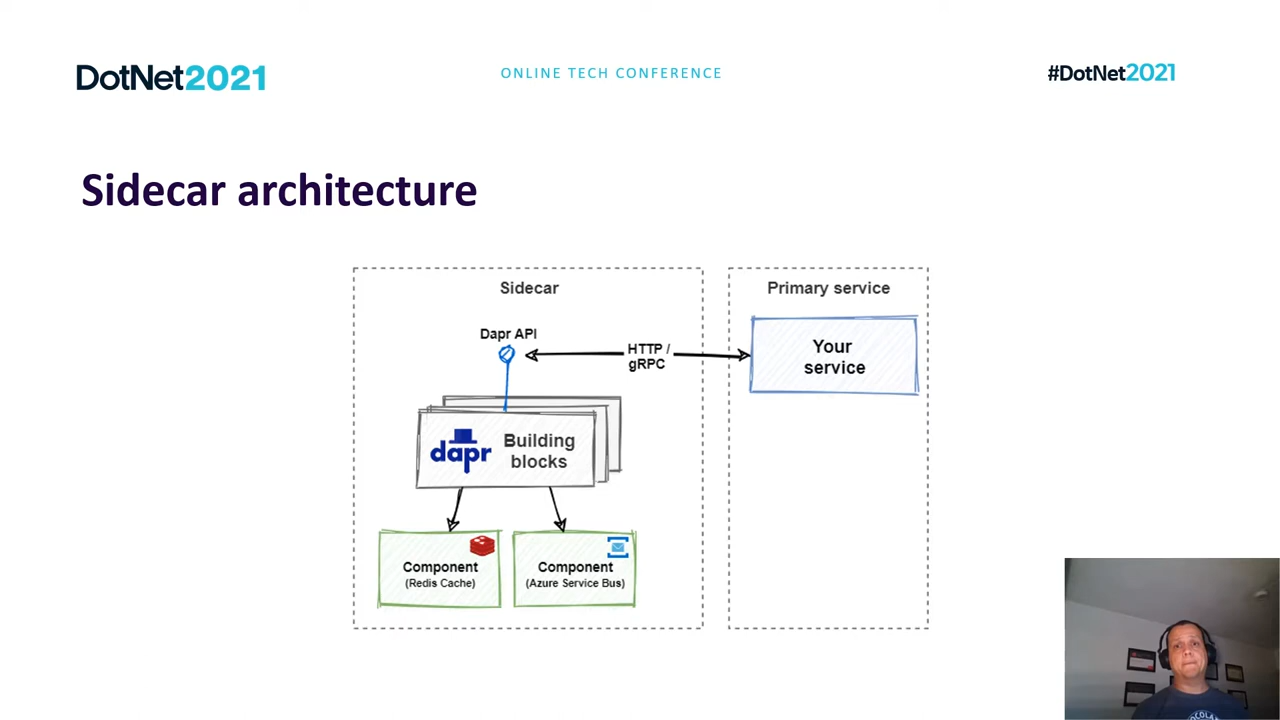 DotNet2021
ONLINE TECH CONFERENCE
#DotNet2021
Sidecar architecture
Sidecar
Primary service
Dapr API
HTTP /
gRPC
Your
service
dapr
Building
blocks
Component
(Redis Cache)
Component
(Azure Service Bus)